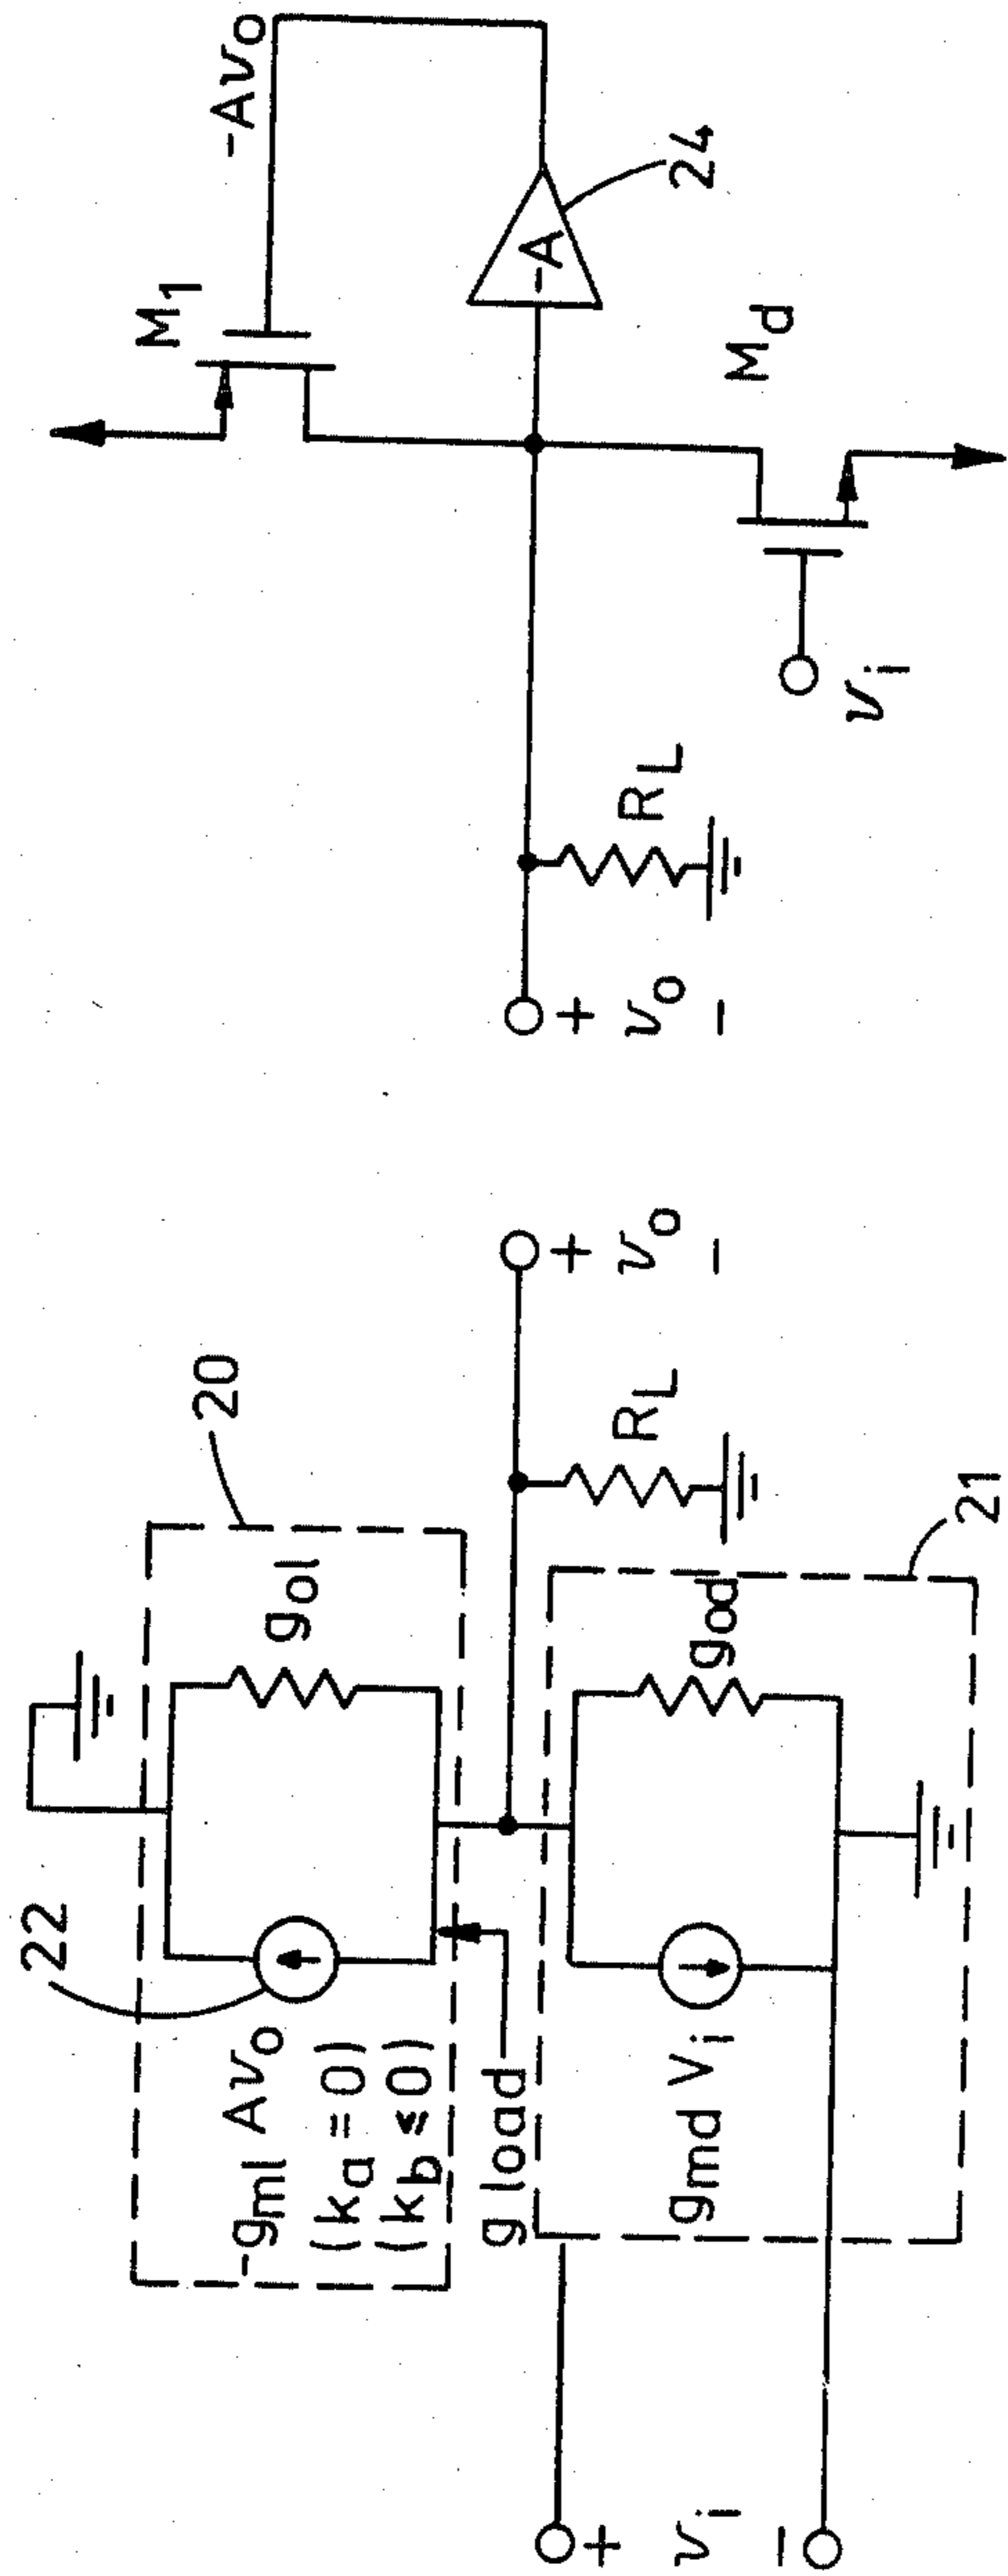 22
20
-gml Avo
(ka = 0)
(kb ≤ 0)
gol
g load
gmd Vi
god
21
+
vi
-
RL
+
vo
-
M1
-Avo
-A
24
Md
vi
RL
+
vo
-